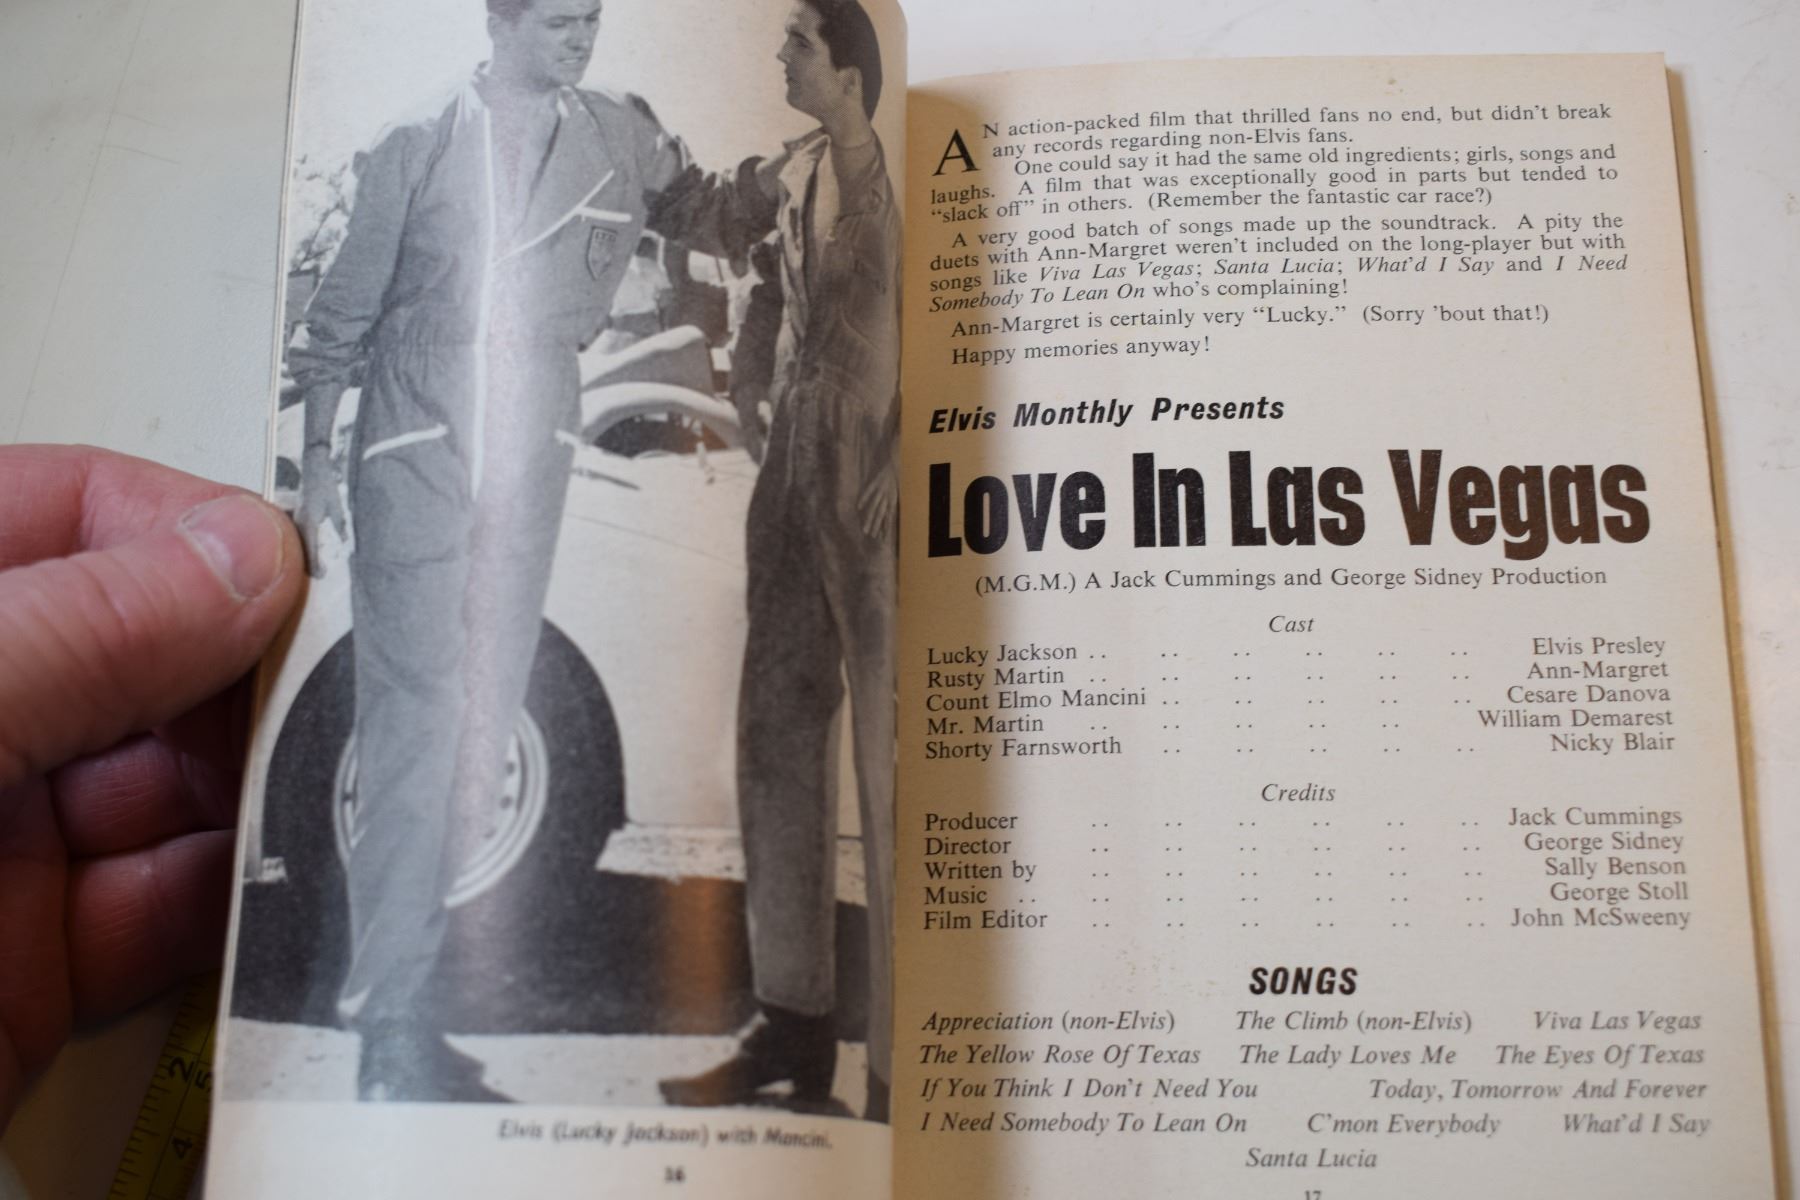 AN action-packed film that thrilled fans no end, but didn't break
any records regarding non-Elvis fans.
One could say it had the same old ingredients; girls, songs and
laughs. A film that was exceptionally good in parts but tended to
"slack off" in others. (Remember the fantastic car race?)
A very good batch of songs made up the soundtrack. A pity the
duets with Ann-Margret weren't included on the long-player but with
songs like Viva Las Vegas; Santa Lucia; What'd I Say and I Need
Somebody To Lean On who's complaining!
Ann-Margret is certainly very "Lucky." (Sorry 'bout that!)
Happy memories anyway!
Elvis Monthly Presents
Love In Las Vegas
(M.G.M.) A Jack Cummings and George Sidney Production
Cast
Lucky Jackson .. .. .. .. .. .. Elvis Presley
Rusty Martin .. .. .. .. .. .. Ann-Margret
Count Elmo Mancini .. .. .. .. .. Cesare Danova
Mr. Martin .. .. .. .. .. William Demarest
Shorty Farnsworth .. .. .. .. .. Nicky Blair
Credits
Producer .. .. .. .. .. .. Jack Cummings
Director .. .. .. .. .. .. George Sidney
Written by .. .. .. .. .. .. Sally Benson
Music .. .. .. .. .. .. .. George Stoll
Film Editor .. .. .. .. .. .. John McSweeny
SONGS
Appreciation (non-Elvis) The Climb (non-Elvis) Viva Las Vegas
The Yellow Rose Of Texas The Lady Loves Me The Eyes Of Texas
If You Think I Don't Need You Today, Tomorrow And Forever
I Need Somebody To Lean On C'mon Everybody What'd I Say
Santa Lucia
17
Elvis (Lucky Jackson) with Mancini.
16
2
5
4